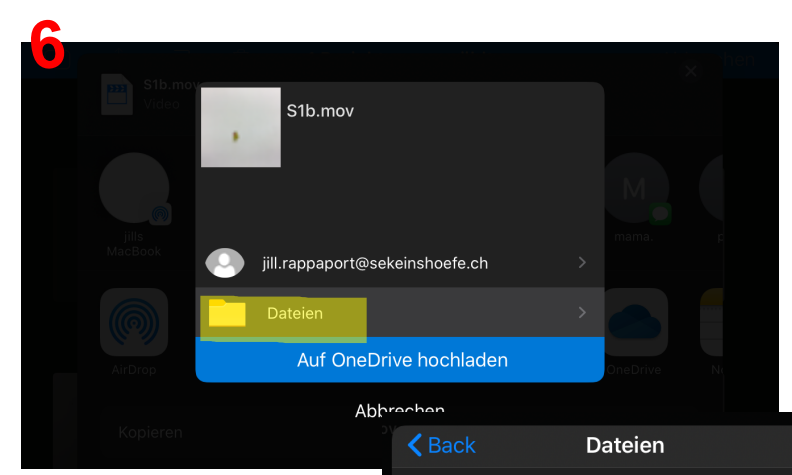 6
S1b.mov
Video
S1b.mov
jills
MacBook
mama.
jill.rappaport@sekeinshoefe.ch
Dateien
Auf OneDrive hochladen
AirDrop
OneDrive
Abbrechen
Kopieren
Back
Dateien